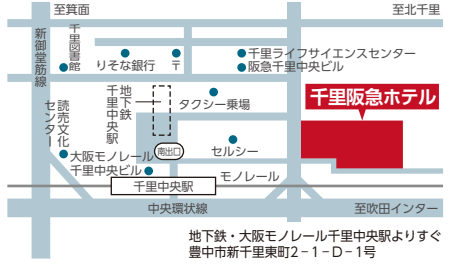 至箕面
至北千里
新御堂筋線
千里図書館
りそな銀行
〒
千里ライフサイエンスセンター
阪急千里中央ビル
地下鉄
千里中央駅
タクシー乗場
千里阪急ホテル
読売文化
センター
南出口
セルシー
大阪モノレール
千里中央ビル
モノレール
千里中央駅
中央環状線
至吹田インター
地下鉄・大阪モノレール千里中央駅よりすぐ
豊中市新千里東町2-1-D-1号